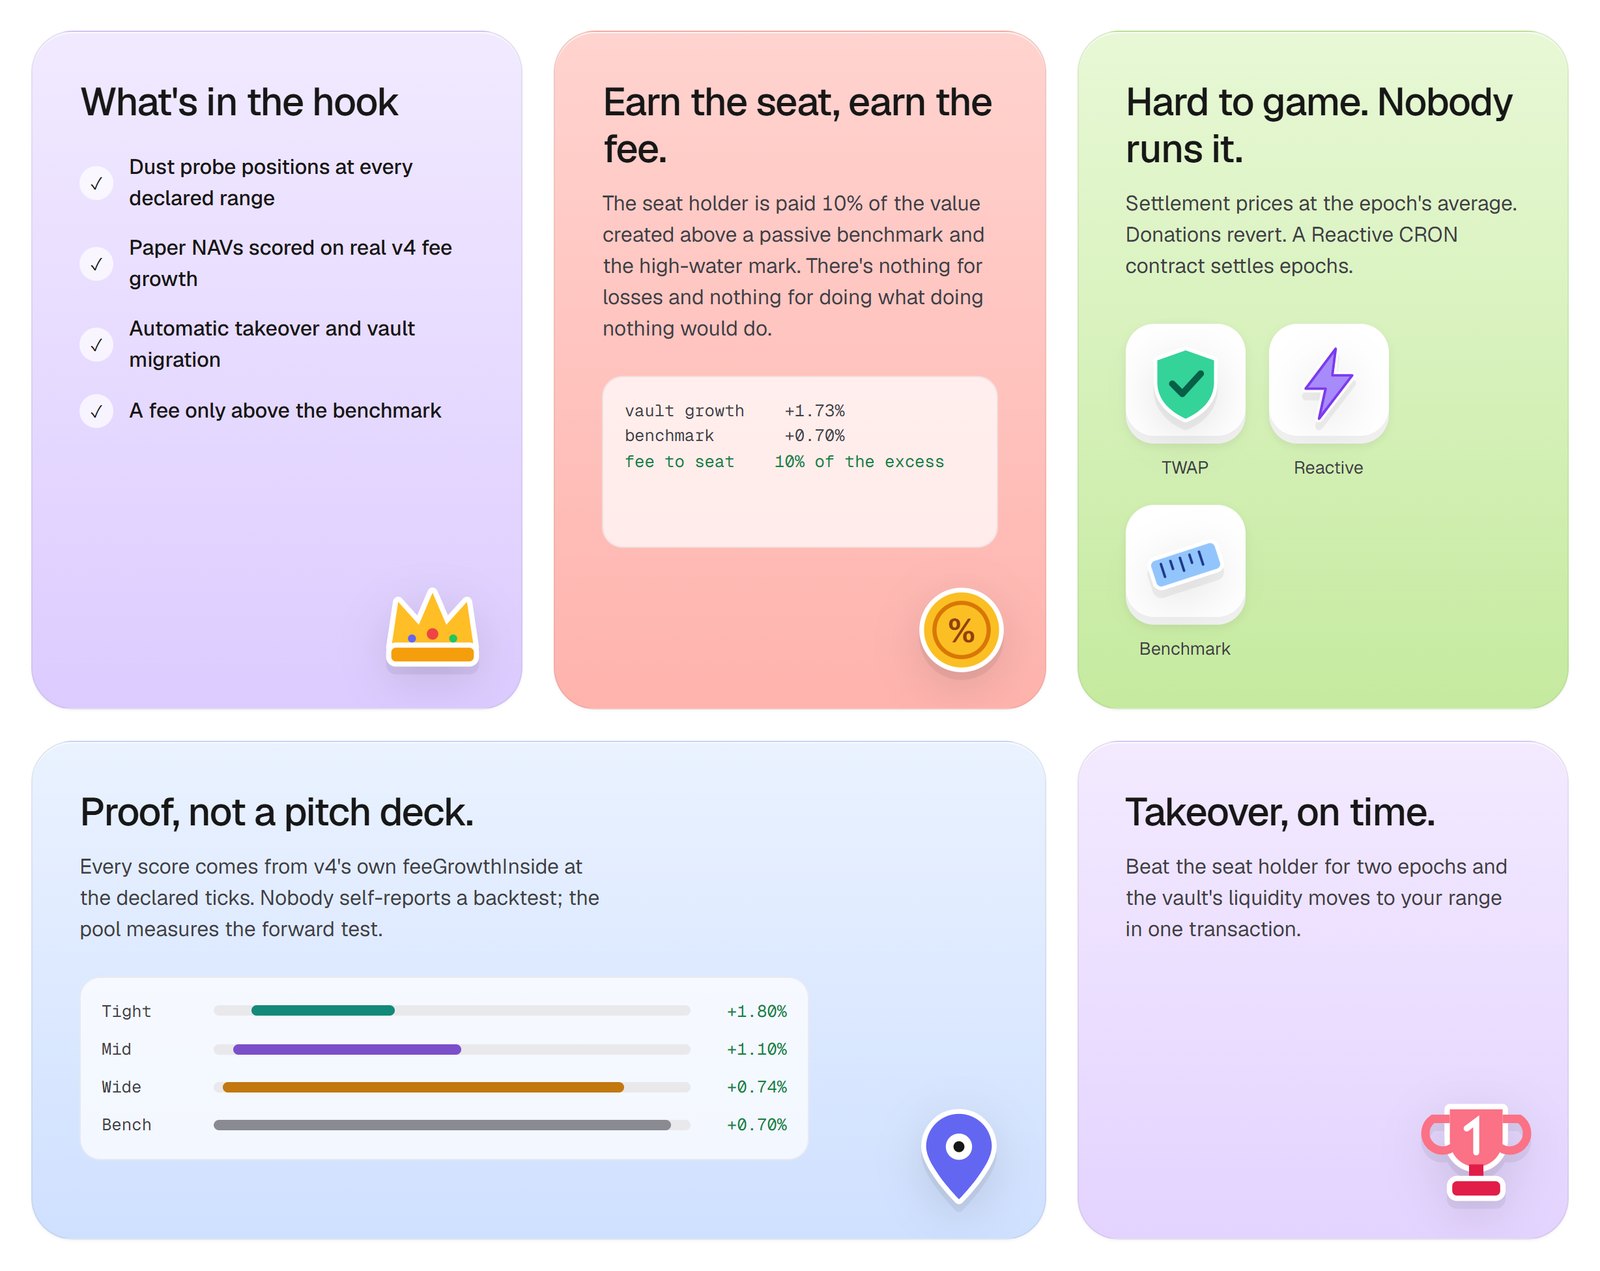 What's in the hook
✓ Dust probe positions at every
declared range
✓ Paper NAVs scored on real v4 fee
growth
✓ Automatic takeover and vault
migration
✓ A fee only above the benchmark
Earn the seat, earn the
fee.
The seat holder is paid 10% of the value
created above a passive benchmark and
the high-water mark. There's nothing for
losses and nothing for doing what doing
nothing would do.
vault growth +1.73%
benchmark +0.70%
fee to seat 10% of the excess
%
Hard to game. Nobody
runs it.
Settlement prices at the epoch's average.
Donations revert. A Reactive CRON
contract settles epochs.
TWAP Reactive
Benchmark
Proof, not a pitch deck.
Every score comes from v4's own feeGrowthInside at
the declared ticks. Nobody self-reports a backtest; the
pool measures the forward test.
Tight +1.80%
Mid +1.10%
Wide +0.74%
Bench +0.70%
Takeover, on time.
Beat the seat holder for two epochs and
the vault's liquidity moves to your range
in one transaction.
1